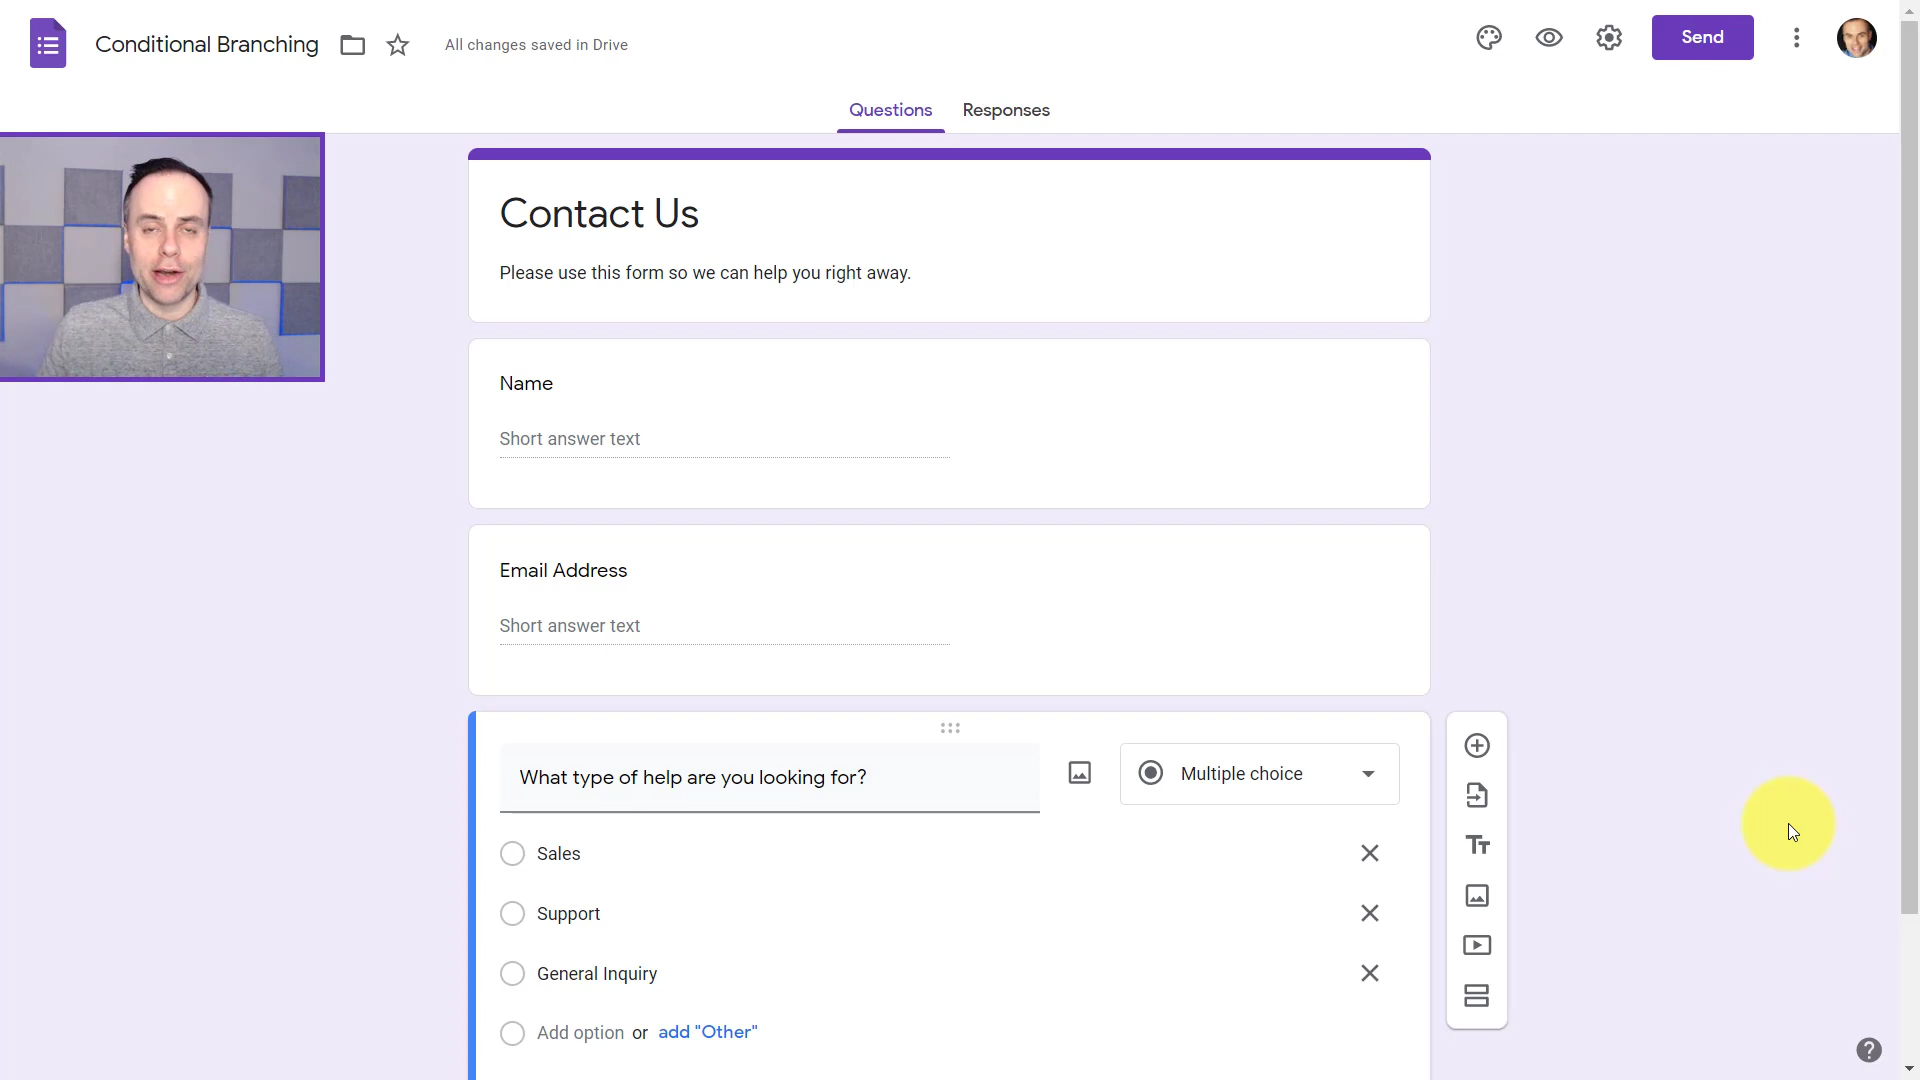 Conditional Branching
All changes saved in Drive
Send
Questions
Responses
Contact Us
Please use this form so we can help you right away.
Name
Short answer text
Email Address
Short answer text
What type of help are you looking for?
Multiple choice
Sales
Support
General Inquiry
Add option or add "Other"